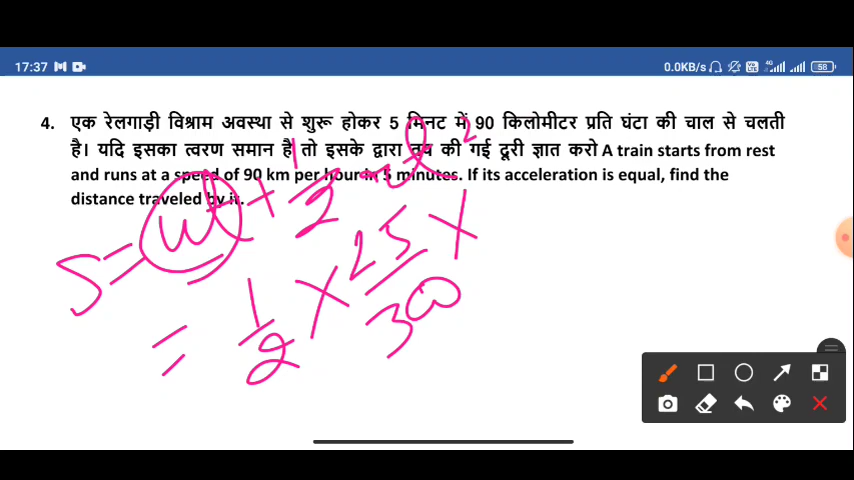 17:37 0.0KB/s 4G 58
4. एक रेलगाड़ी विश्राम अवस्था से शुरू होकर 5 मिनट में 90 किलोमीटर प्रति घंटा की चाल से चलती
है। यदि इसका त्वरण समान है तो इसके द्वारा तय की गई दूरी ज्ञात करो A train starts from rest
and runs at a speed of 90 km per hour in 5 minutes. If its acceleration is equal, find the
distance traveled by it.
S = ut + 1/2 at²
= 1/2 × 25/300 ×